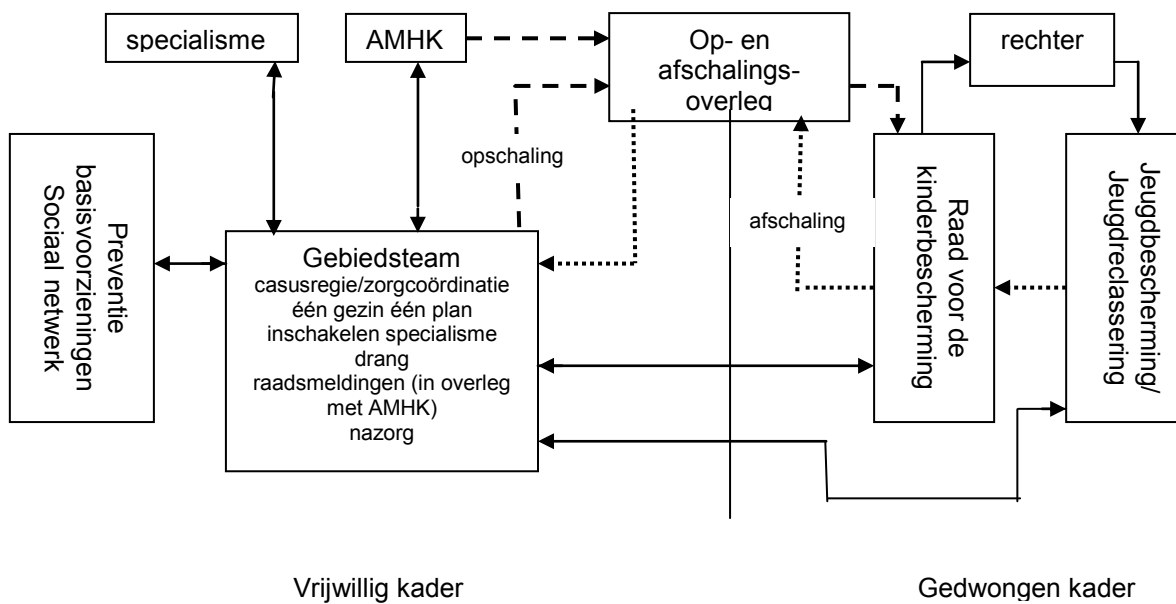 specialisme
AMHK
Op- en
afschalings-
overleg
rechter
opschaling
afschaling
Preventie
basisvoorzieningen
Sociaal netwerk
Gebiedsteam
casusregie/zorgcoördinatie
één gezin één plan
inschakelen specialisme
drang
raadsmeldingen (in overleg
met AMHK)
nazorg
Raad voor de
kinderbescherming
Jeugdbescherming/
Jeugdreclassering
Vrijwillig kader
Gedwongen kader